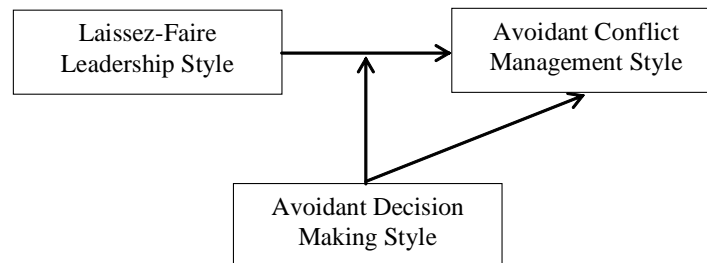 Laissez-Faire
Leadership Style
Avoidant Conflict
Management Style
Avoidant Decision
Making Style